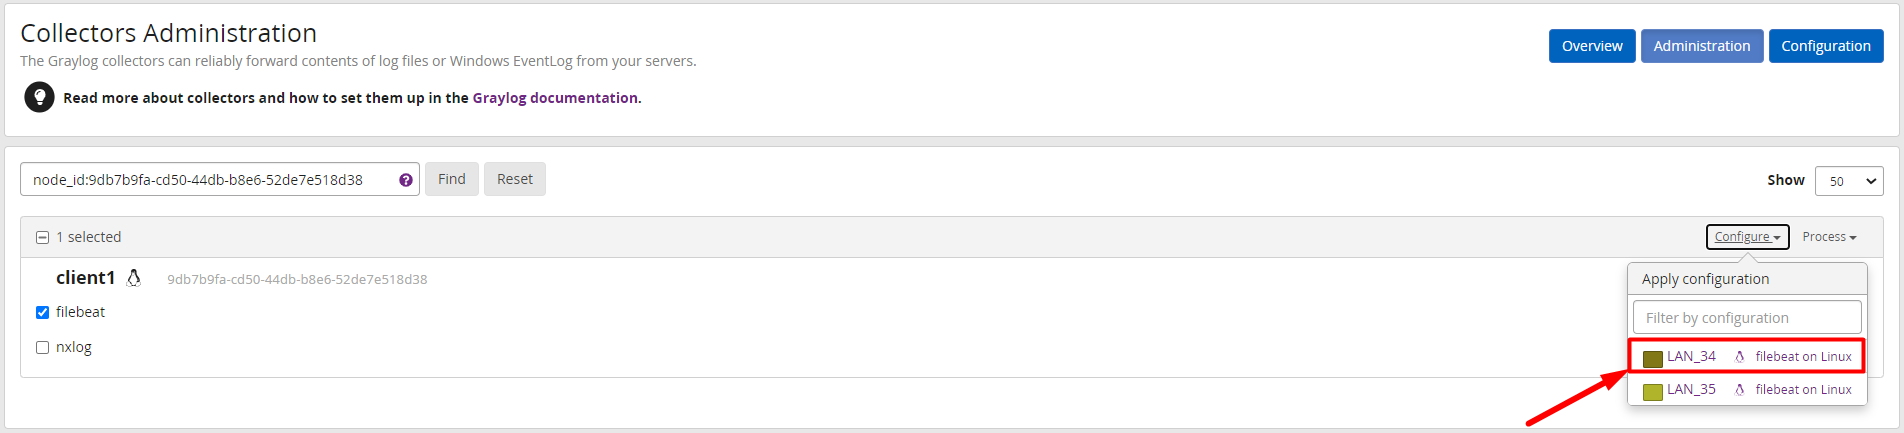 Collectors Administration
The Graylog collectors can reliably forward contents of log files or Windows EventLog from your servers.
Overview Administration Configuration
Read more about collectors and how to set them up in the Graylog documentation.
node_id:9db7b9fa-cd50-44db-b8e6-52de7e518d38 Find Reset Show 50
1 selected Configure Process
client1 9db7b9fa-cd50-44db-b8e6-52de7e518d38
Apply configuration
filebeat
Filter by configuration
nxlog
LAN_34 filebeat on Linux
LAN_35 filebeat on Linux